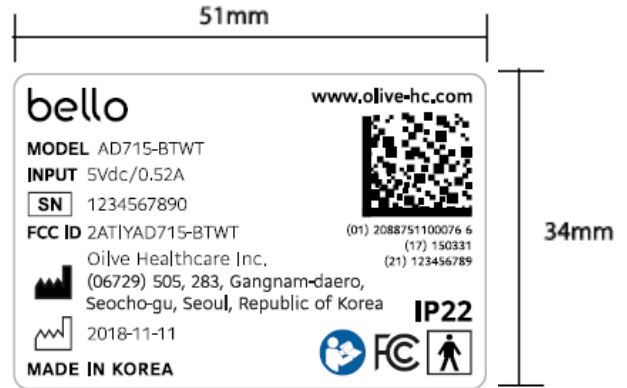 51mm
bello
www.olive-hc.com
MODEL AD715-BTWT
INPUT 5Vdc/0.52A
SN 1234567890
FCC ID 2ATIYAD715-BTWT
(01) 2088751100076 6
(17) 150331
(21) 123456789
Oilve Healthcare Inc.
(06729) 505, 283, Gangnam-daero,
Seocho-gu, Seoul, Republic of Korea
IP22
2018-11-11
FC
MADE IN KOREA
34mm